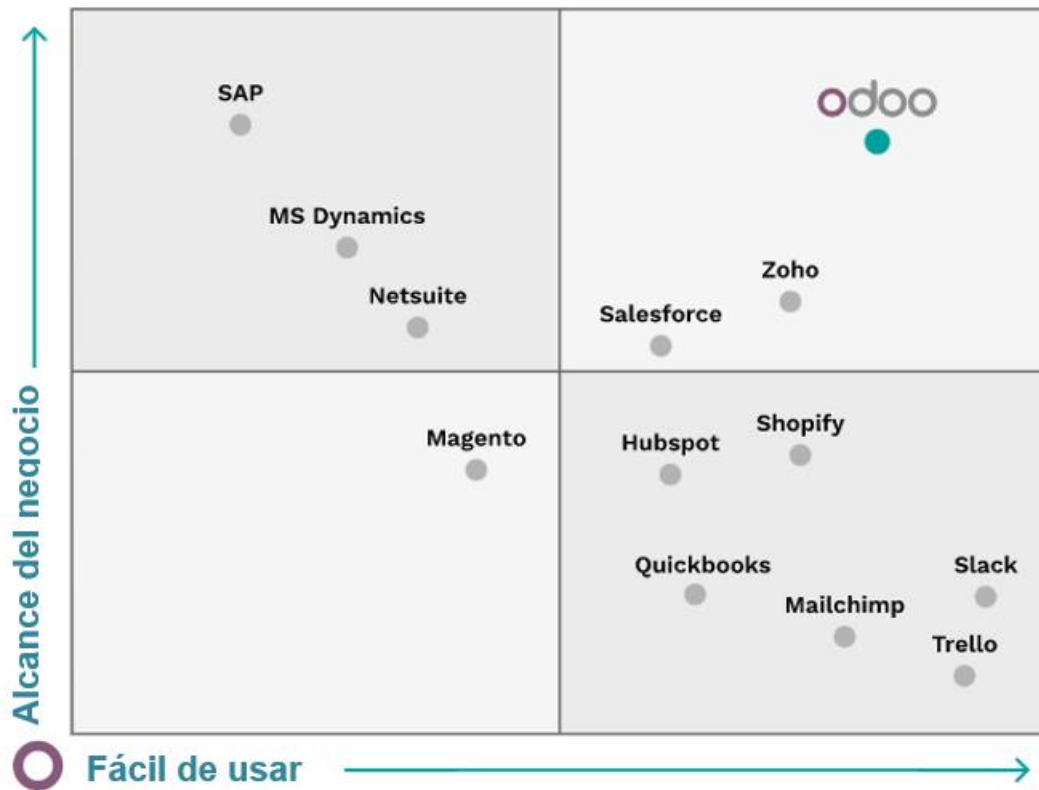 SAP
odoo
MS Dynamics
Zoho
Netsuite
Salesforce
Shopify
Magento
Hubspot
Quickbooks
Slack
Mailchimp
Trello
Alcance del negocio
Fácil de usar